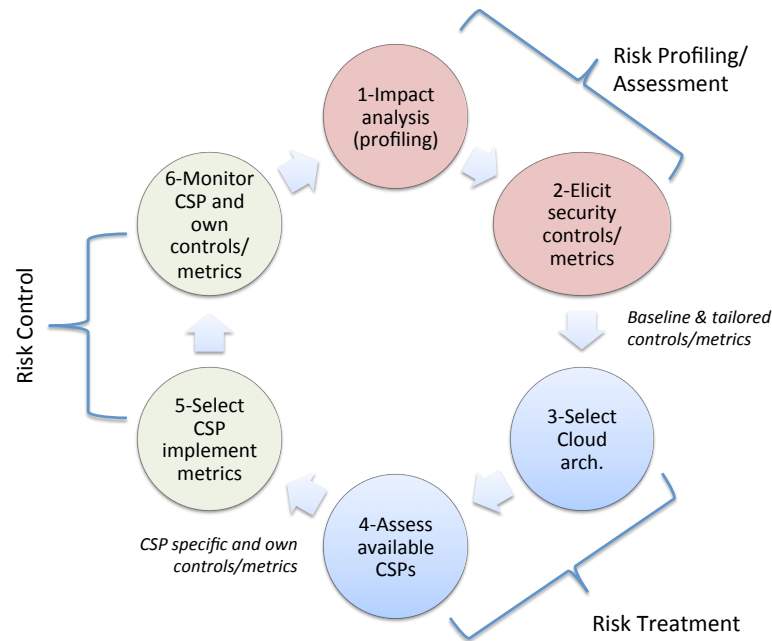 Risk Profiling/
Assessment
1-Impact
analysis
(profiling)
2-Elicit
security
controls/
metrics
Baseline & tailored
controls/metrics
3-Select
Cloud
arch.
Risk Treatment
4-Assess
available
CSPs
CSP specific and own
controls/metrics
5-Select
CSP
implement
metrics
6-Monitor
CSP and
own
controls/
metrics
Risk Control